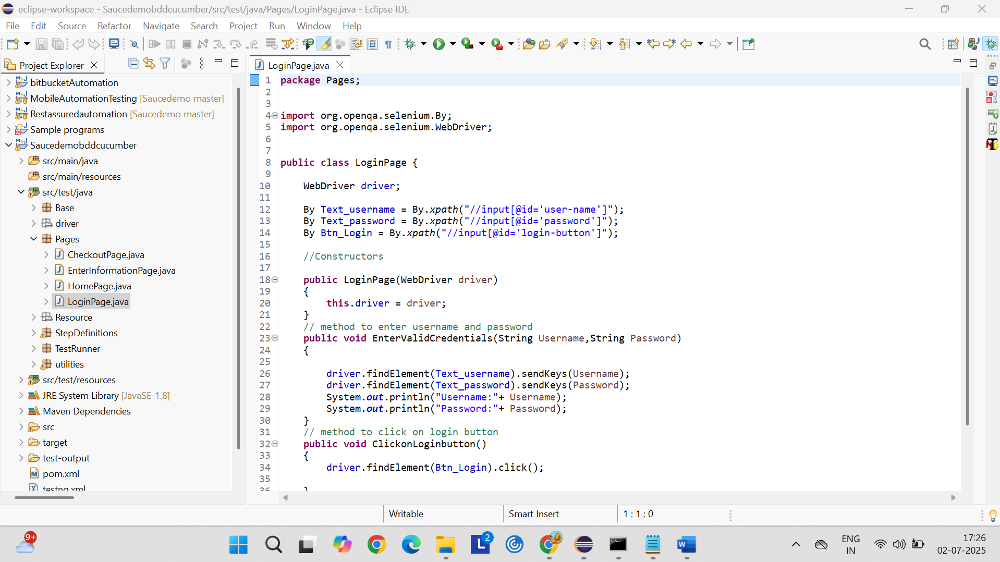 eclipse-workspace - Saucedemobddcucumber/src/test/java/Pages/LoginPage.java - Eclipse IDE
File Edit Source Refactor Navigate Search Project Run Window Help
Project Explorer
bitbucketAutomation
MobileAutomationTesting [Saucedemo master]
Restassuredautomation [Saucedemo master]
Sample programs
Saucedemobddcucumber
src/main/java
src/main/resources
src/test/java
Base
driver
Pages
CheckoutPage.java
EnterInformationPage.java
HomePage.java
LoginPage.java
Resource
StepDefinitions
TestRunner
utilities
src/test/resources
JRE System Library [JavaSE-1.8]
Maven Dependencies
src
target
test-output
pom.xml
testng.xml
LoginPage.java
1 package Pages;
2
3
4 import org.openqa.selenium.By;
5 import org.openqa.selenium.WebDriver;
6
7
8 public class LoginPage {
9
10 WebDriver driver;
11
12 By Text_username = By.xpath("//input[@id='user-name']");
13 By Text_password = By.xpath("//input[@id='password']");
14 By Btn_Login = By.xpath("//input[@id='login-button']");
15
16 //Constructors
17
18 public LoginPage(WebDriver driver)
19 {
20 this.driver = driver;
21 }
22 // method to enter username and password
23 public void EnterValidCredentials(String Username,String Password)
24 {
25
26 driver.findElement(Text_username).sendKeys(Username);
27 driver.findElement(Text_password).sendKeys(Password);
28 System.out.println("Username:"+ Username);
29 System.out.println("Password:"+ Password);
30 }
31 // method to click on login button
32 public void ClickonLoginbutton()
33 {
34 driver.findElement(Btn_Login).click();
35
36 }
Writable
Smart Insert
1 : 1 : 0
9+
2
ENG
IN
17:26
02-07-2025